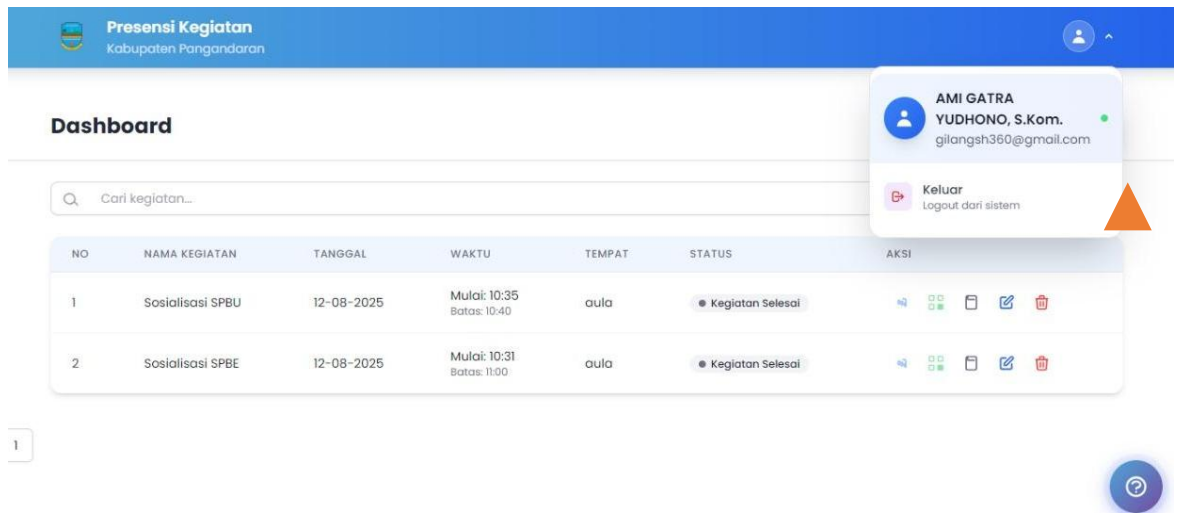 Presensi Kegiatan
Kabupaten Pangandaran
AMI GATRA
YUDHONO, S.Kom.
gilangsh360@gmail.com
Keluar
Logout dari sistem
Dashboard
Cari kegiatan...
NO NAMA KEGIATAN TANGGAL WAKTU TEMPAT STATUS AKSI
1 Sosialisasi SPBU 12-08-2025 Mulai: 10:35 aula Kegiatan Selesai
Batas: 10:40
2 Sosialisasi SPBE 12-08-2025 Mulai: 10:31 aula Kegiatan Selesai
Batas: 11:00
1